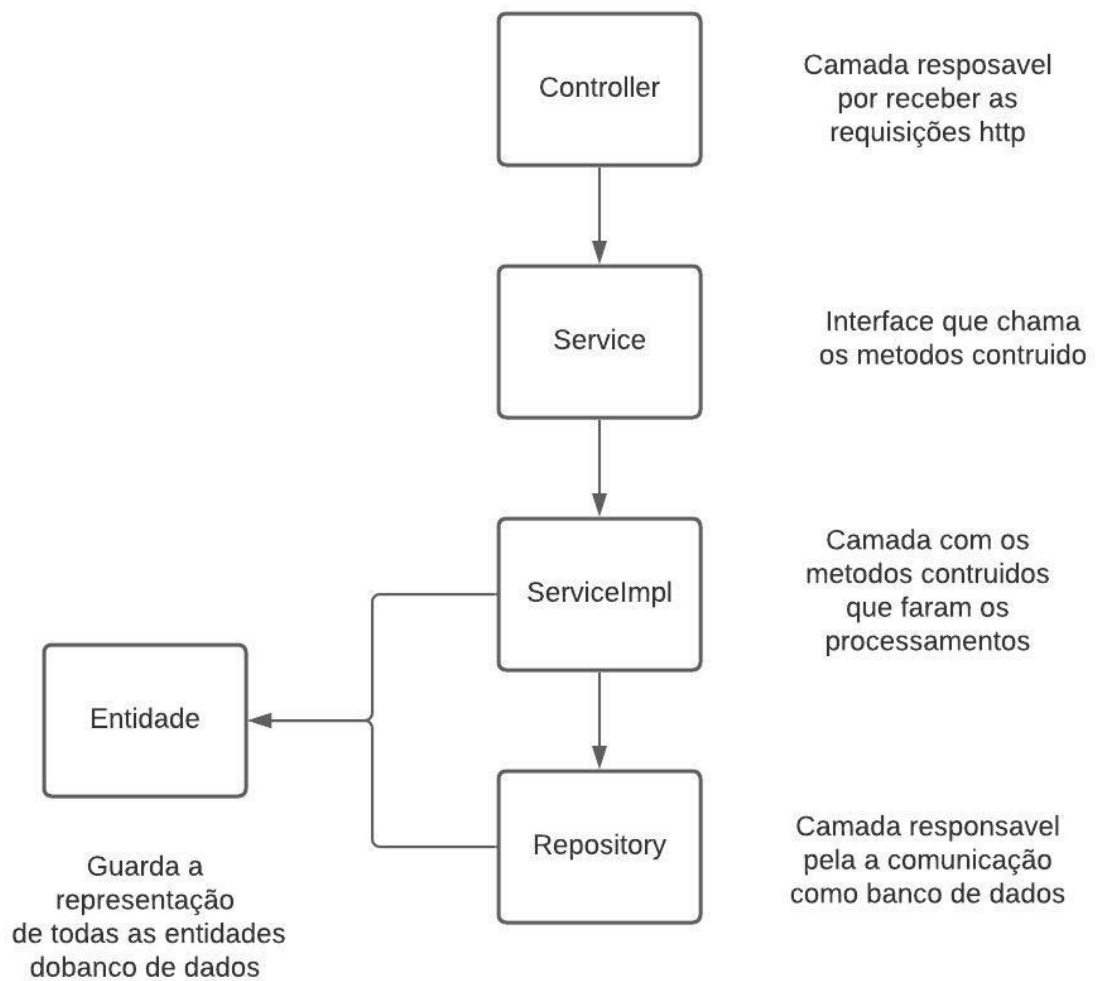 Controller
Camada resposavel
por receber as
requisições http
Service
Interface que chama
os metodos contruido
ServiceImpl
Camada com os
metodos contruidos
que faram os
processamentos
Entidade
Guarda a
representação
de todas as entidades
dobanco de dados
Repository
Camada responsavel
pela a comunicação
como banco de dados